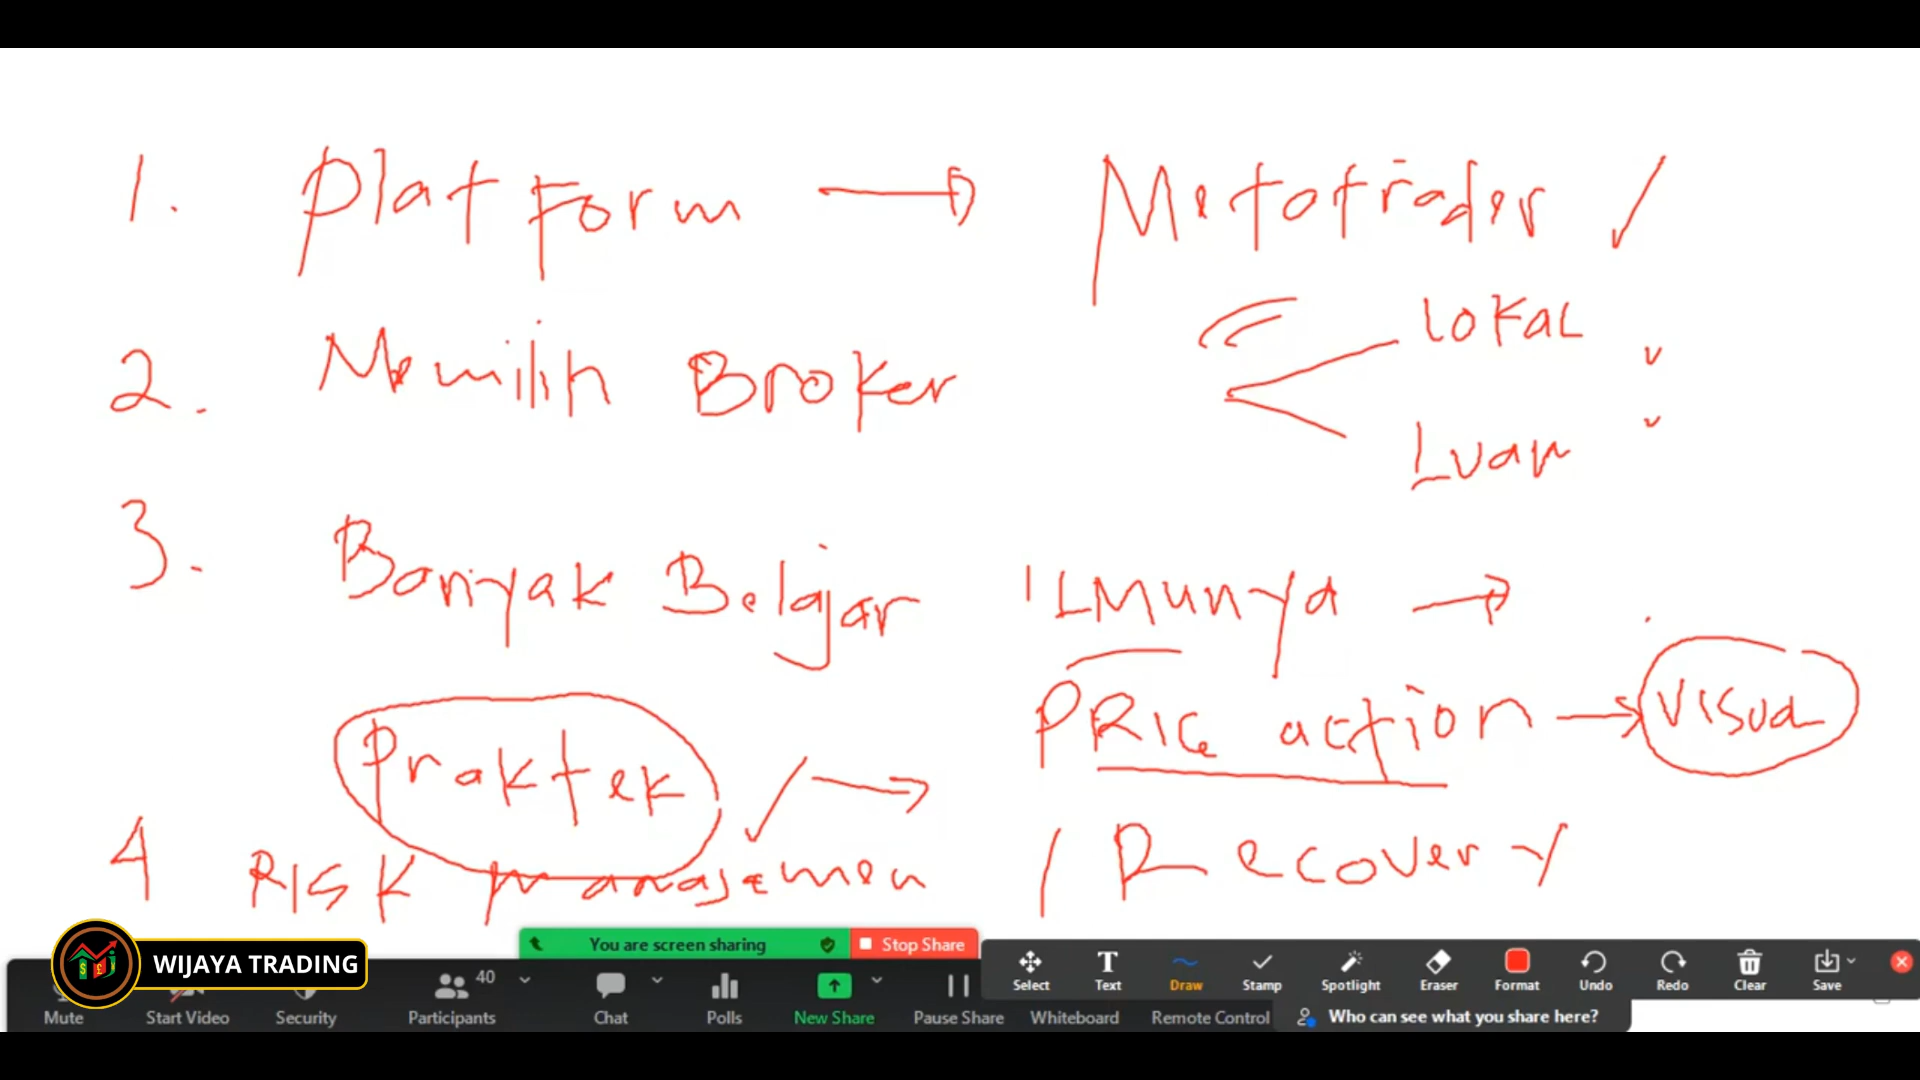 1. Platform → Metatrader ✓
Lokal
2. Memilih Broker
Luar
3. Banyak Belajar ILMunya →
PRICe action → Visual
Praktek ✓ →
4 RISK manajemen / Recovery
You are screen sharing Stop Share
WIJAYA TRADING
40
Select Text Draw Stamp Spotlight Eraser Format Undo Redo Clear Save
Mute Start Video Security Participants Chat Polls New Share Pause Share Whiteboard Remote Control
Who can see what you share here?